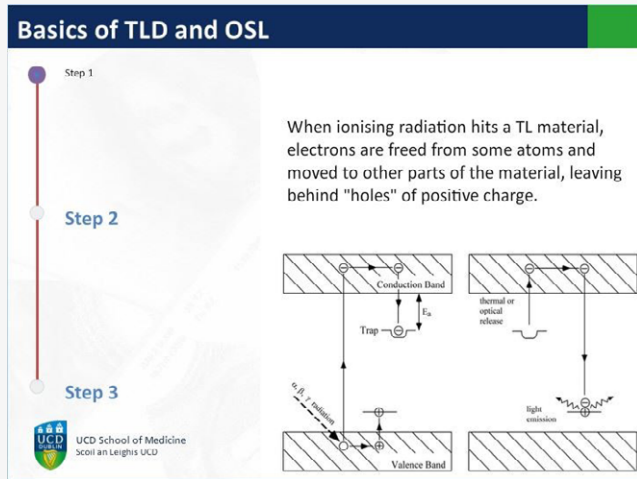 Basics of TLD and OSL
Step 1
Step 2
Step 3
When ionising radiation hits a TL material,
electrons are freed from some atoms and
moved to other parts of the material, leaving
behind "holes" of positive charge.
Conduction Band
Eₐ
Trap
α, β, γ radiation
Valence Band
thermal or
optical
release
light
emission
UCD
DUBLIN
UCD School of Medicine
Scoil an Leighis UCD